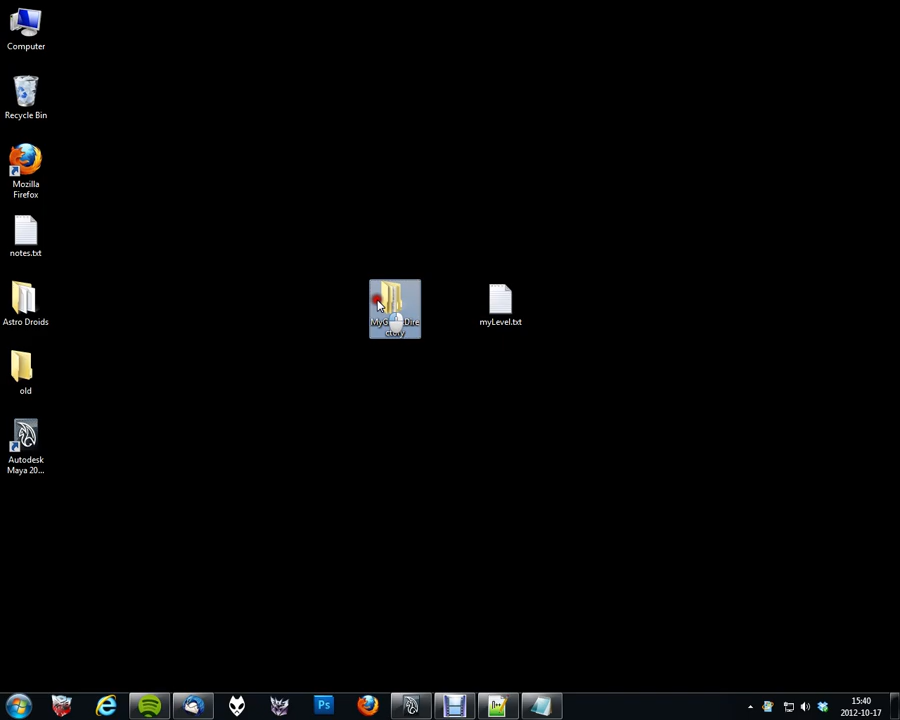 Computer
Recycle Bin
Mozilla
Firefox
notes.txt
Astro Droids
old
Autodesk
Maya 20...
myLevel.txt
Ps
15:40
2012-10-17